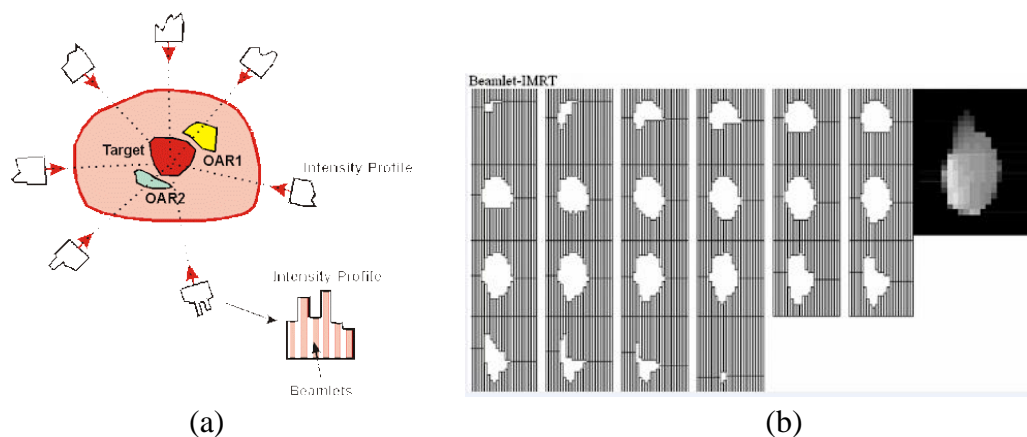 Target
OAR1
OAR2
Intensity Profile
Intensity Profile
Beamlets
(a)
Beamlet-IMRT
(b)